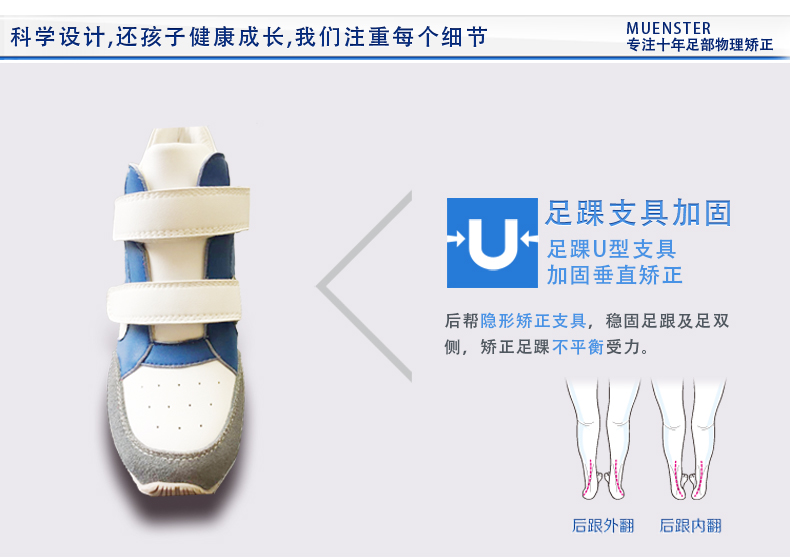 科学设计,还孩子健康成长,我们注重每个细节
MUENSTER
专注十年足部物理矫正
足踝支具加固
足踝U型支具
加固垂直矫正
后帮隐形矫正支具，稳固足跟及足双
侧，矫正足踝不平衡受力。
后跟外翻 后跟内翻